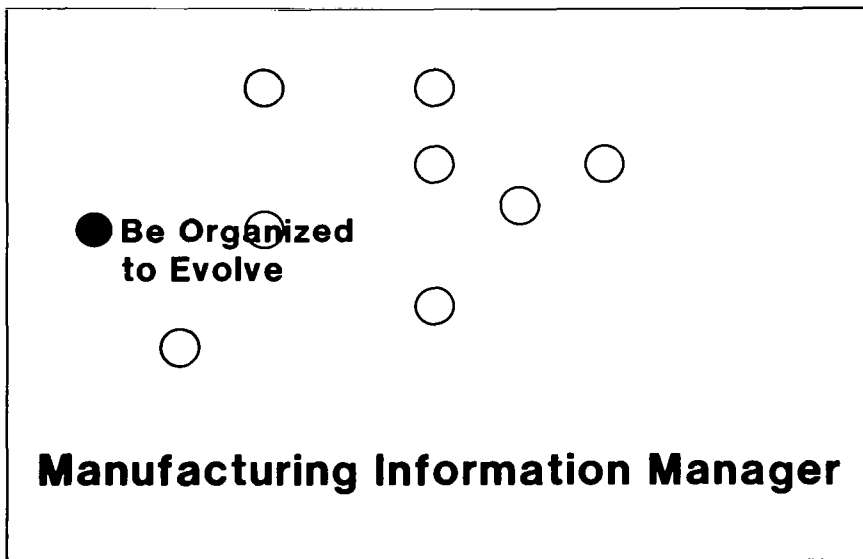 Be Organized
to Evolve
Manufacturing Information Manager